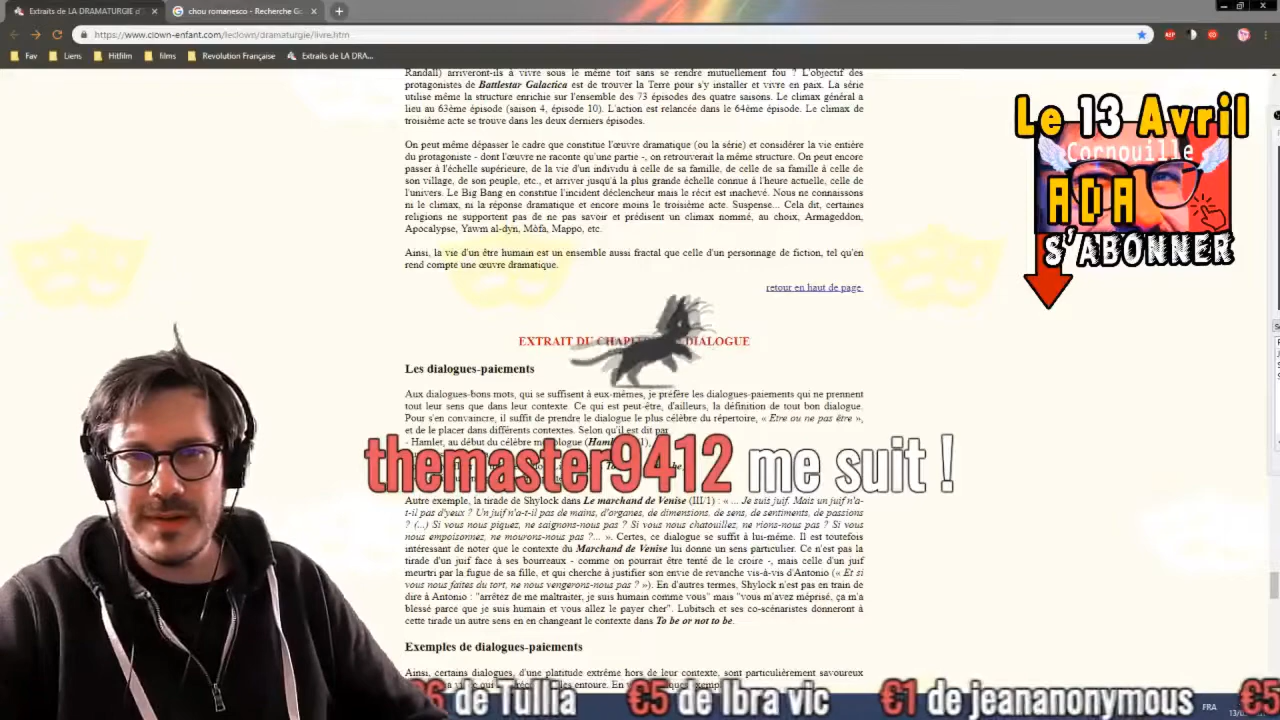 Extraits de LA DRAMATURGIE d'
chou romanesco - Recherche Go
https://www.clown-enfant.com/leclown/dramaturgie/livre.htm
Fav
Liens
Hitfilm
films
Revolution Française
Extraits de LA DRA...
Randall) arriveront-ils à vivre sous le même toit sans se rendre mutuellement fou ? L'objectif des
protagonistes de Battlestar Galactica est de trouver la Terre pour s'y installer et vivre en paix. La série
utilise même la structure enrichie sur l'ensemble des 73 épisodes des quatre saisons. Le climax général a
lieu au 63ème épisode (saison 4, épisode 10). L'action est relancée dans le 64ème épisode. Le climax de
troisième acte se trouve dans les deux derniers épisodes.
On peut même dépasser le cadre que constitue l'œuvre dramatique (ou la série) et considérer la vie entière
du protagoniste - dont l'œuvre ne raconte qu'une partie -, on retrouverait la même structure. On peut encore
passer à l'échelle supérieure, de la vie d'un individu à celle de sa famille, de celle de sa famille à celle de
son village, de son peuple, etc., et arriver jusqu'à la plus grande échelle connue à l'heure actuelle, celle de
l'univers. Le Big Bang en constitue l'incident déclencheur mais le récit est inachevé. Nous ne connaissons
ni le climax, ni la réponse dramatique et encore moins le troisième acte. Suspense... Cela dit, certaines
religions ne supportent pas de ne pas savoir et prédisent un climax nommé, au choix, Armageddon,
Apocalypse, Yawm al-dyn, Môfa, Mappo, etc.
Ainsi, la vie d'un être humain est un ensemble aussi fractal que celle d'un personnage de fiction, tel qu'en
rend compte une œuvre dramatique.
retour en haut de page
EXTRAIT DU DIALOGUE
Les dialogues-paiements
Aux dialogues-bons mots, qui se suffisent à eux-mêmes, je préfère les dialogues-paiements qui ne prennent
tout leur sens que dans leur contexte. Ce qui est peut-être, d'ailleurs, la définition de tout bon dialogue.
Pour s'en convaincre, il suffit de prendre le dialogue le plus célèbre du répertoire, « Etre ou ne pas être »,
et de le placer dans différents contextes. Selon qu'il est dit par
- Hamlet, au début du célèbre
themaster9412 me suit !
Autre exemple, la tirade de Shylock dans Le marchand de Venise (III/1) : « ... Je suis juif. Mais un juif n'a-
t-il pas d'yeux ? Un juif n'a-t-il pas de mains, d'organes, de dimensions, de sens, de sentiments, de passions
? (...) Si vous nous piquez, ne saignons-nous pas ? Si vous nous chatouillez, ne rions-nous pas ? Si vous
nous empoisonnez, ne mourons-nous pas ?... ». Certes, ce dialogue se suffit à lui-même. Il est toutefois
intéressant de noter que le contexte du Marchand de Venise lui donne un sens particulier. Ce n'est pas la
tirade d'un juif face à ses bourreaux - comme on pourrait être tenté de le croire -, mais celle d'un juif
meurtri par la fugue de sa fille, et qui cherche à justifier son envie de revanche vis-à-vis d'Antonio (« Et si
vous nous faites du tort, ne nous vengerons-nous pas ? »). En d'autres termes, Shylock n'est pas en train de
dire à Antonio : "arrêtez de me maltraiter, je suis humain comme vous" mais "vous m'avez méprisé, ça m'a
blessé parce que je suis humain et vous allez le payer cher". Lubitsch et ses co-scénaristes donneront à
cette tirade un autre sens en en changeant le contexte dans To be or not to be.
Exemples de dialogues-paiements
Ainsi, certains dialogues, d'une platitude extrême hors de leur contexte, sont particulièrement savoureux
de Tullia €5 de Ibra vic €1 de jeananonymous €5
Le 13 Avril
Cornouille
ADA
S'ABONNER
FRA